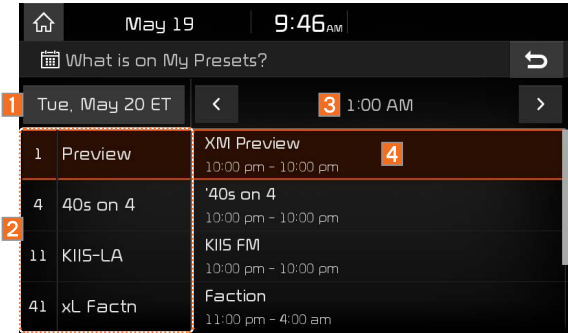 May 19 9:46 AM
What is on My Presets?
1 Tue, May 20 ET 3 1:00 AM
1 Preview XM Preview 4
10:00 pm - 10:00 pm
4 40s on 4 '40s on 4
10:00 pm - 10:00 pm
2
11 KIIS-LA KIIS FM
10:00 pm - 10:00 pm
41 xL Factn Faction
11:00 pm - 4:00 am